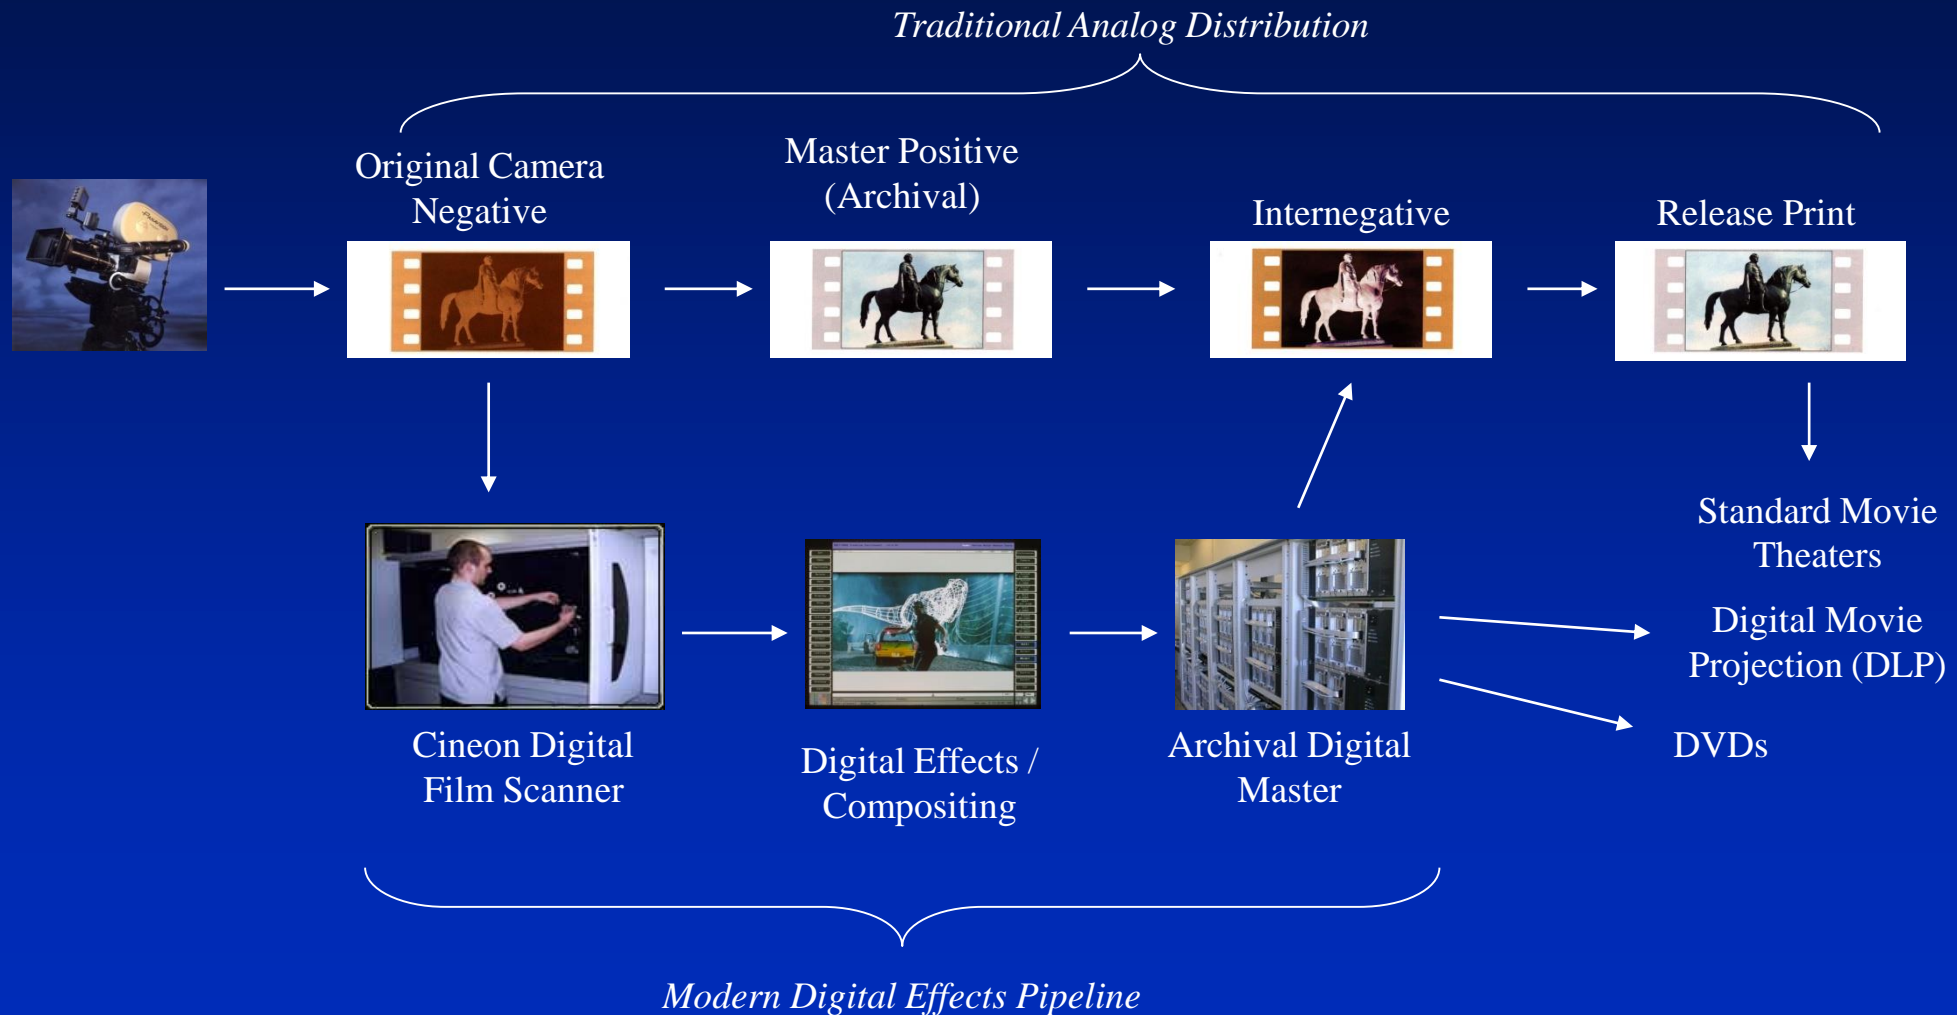 Traditional Analog Distribution
Original Camera
Negative
Master Positive
(Archival)
Internegative
Release Print
Standard Movie
Theaters
Digital Movie
Projection (DLP)
DVDs
Cineon Digital
Film Scanner
Digital Effects /
Compositing
Archival Digital
Master
Modern Digital Effects Pipeline